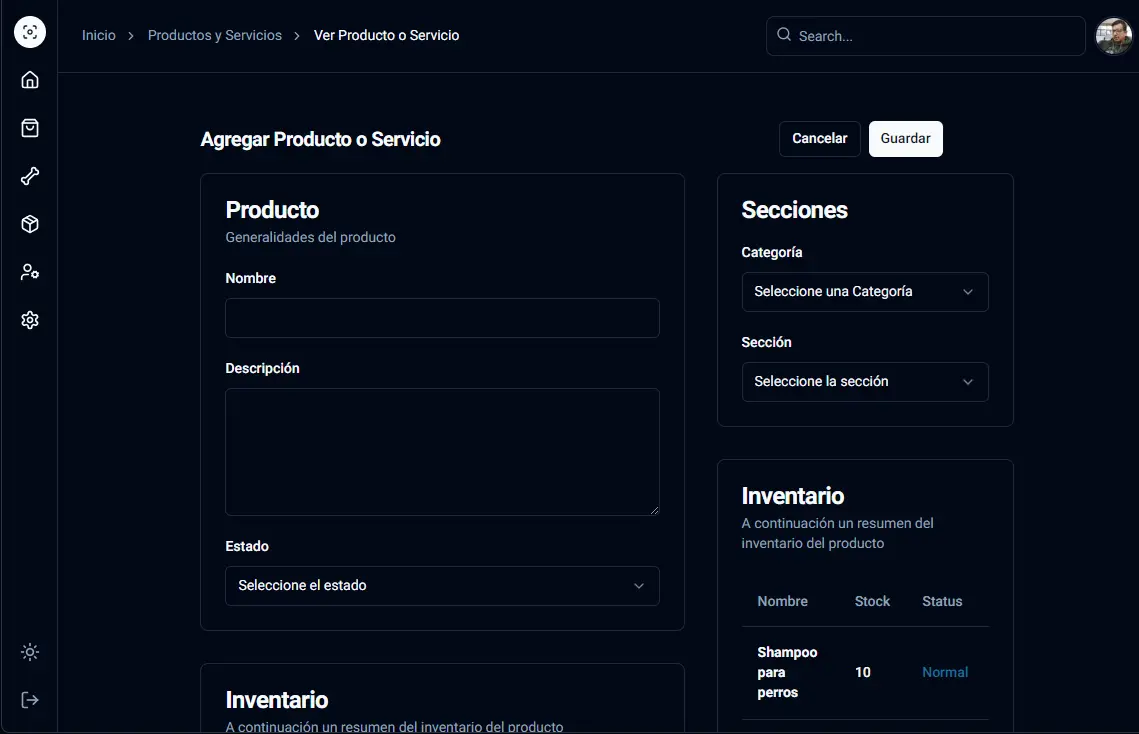 Inicio > Productos y Servicios > Ver Producto o Servicio
Search...
Agregar Producto o Servicio
Cancelar
Guardar
Producto
Generalidades del producto
Nombre
Descripción
Estado
Seleccione el estado
Inventario
A continuación un resumen del inventario del producto
Secciones
Categoría
Seleccione una Categoría
Sección
Seleccione la sección
Inventario
A continuación un resumen del
inventario del producto
Nombre Stock Status
Shampoo
para
perros
10
Normal